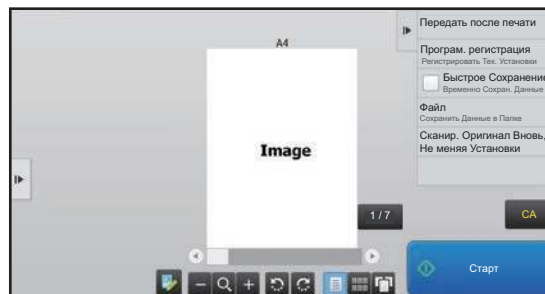 A4
Image
1 / 7
Передать после печати
Програм. регистрация
Регистрировать Тек. Установки
Быстрое Сохранение
Временно Сохран. Данные
Файл
Сохранить Данные в Папке
Сканир. Оригинал Вновь,
Не меняя Установки
CA
Старт